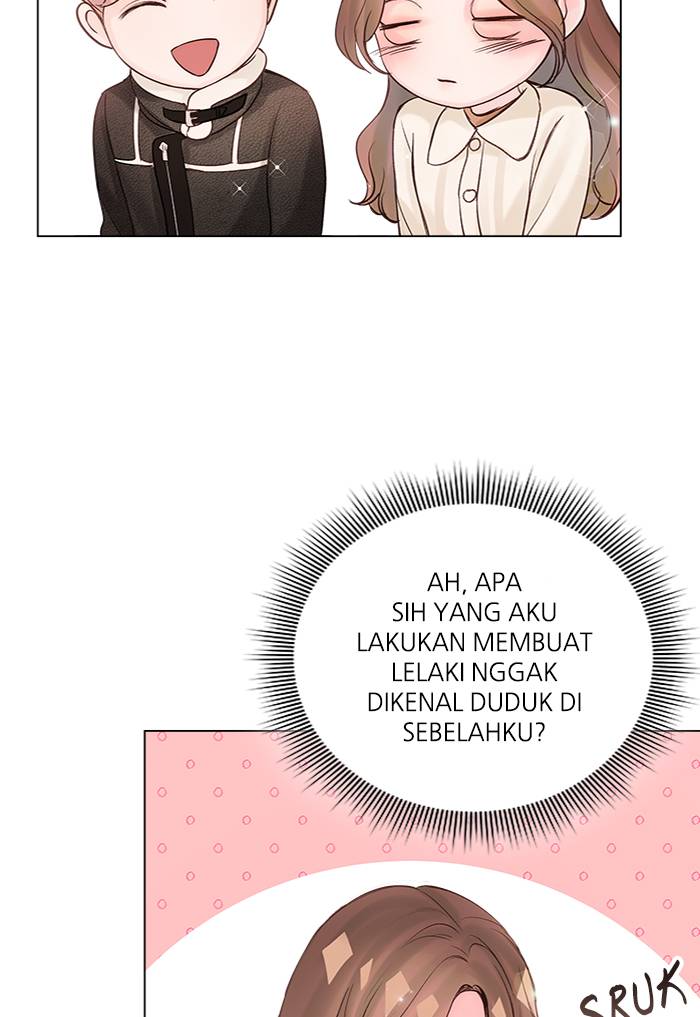 AH, APA
SIH YANG AKU
LAKUKAN MEMBUAT
LELAKI NGGAK
DIKENAL DUDUK DI
SEBELAHKU?
SRUK